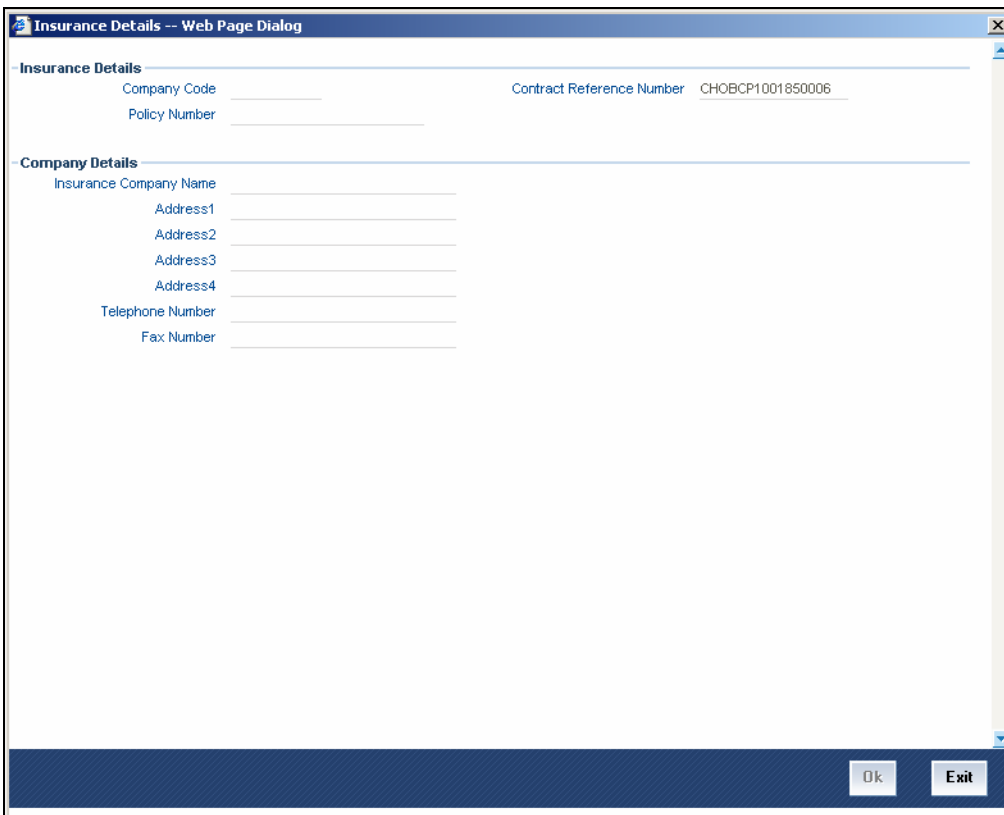 Insurance Details -- Web Page Dialog
Insurance Details
Company Code
Contract Reference Number CHOBCP1001850006
Policy Number
Company Details
Insurance Company Name
Address1
Address2
Address3
Address4
Telephone Number
Fax Number
Ok Exit